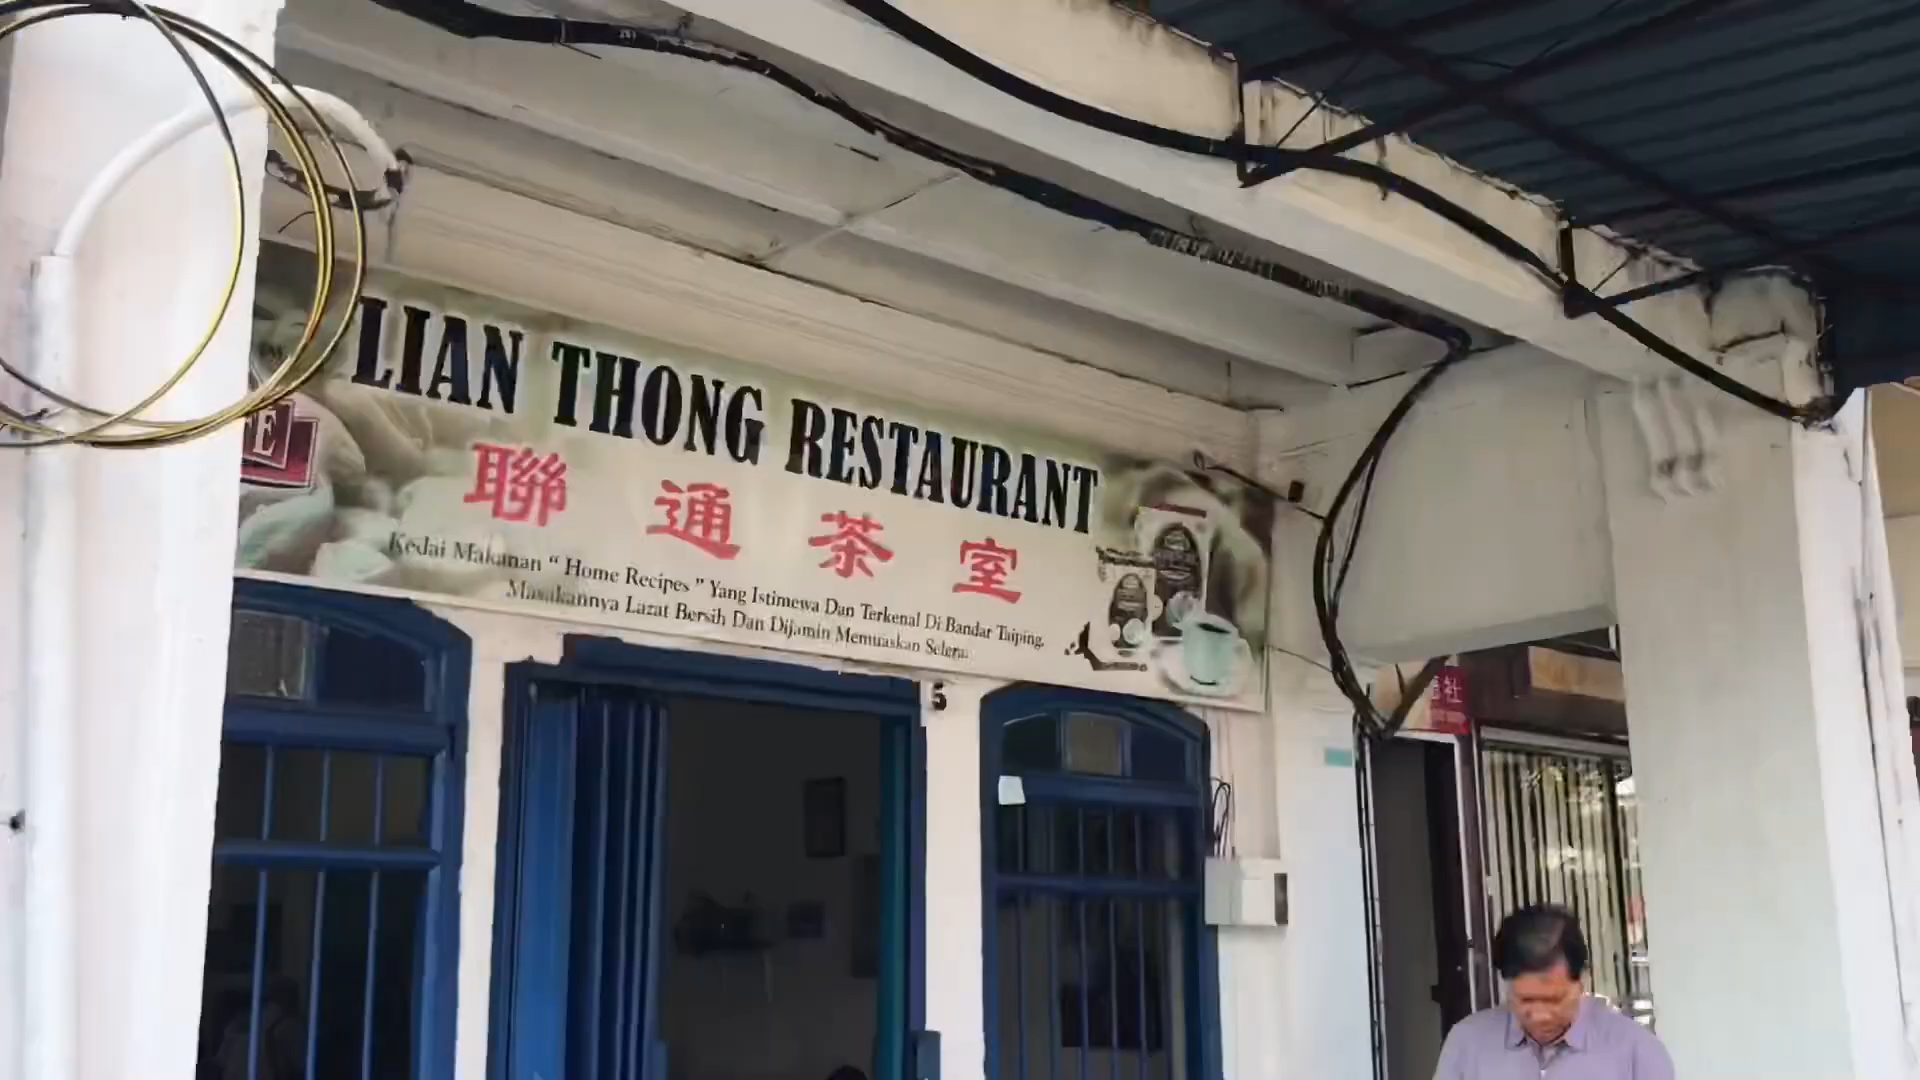 LIAN THONG RESTAURANT
聯通茶室
Kedai Makanan “ Home Recipes ” Yang Istimewa Dan Terkenal Di Bandar Taiping,
Masakannya Lazat Bersih Dan Dijamin Memuaskan Selera.
5